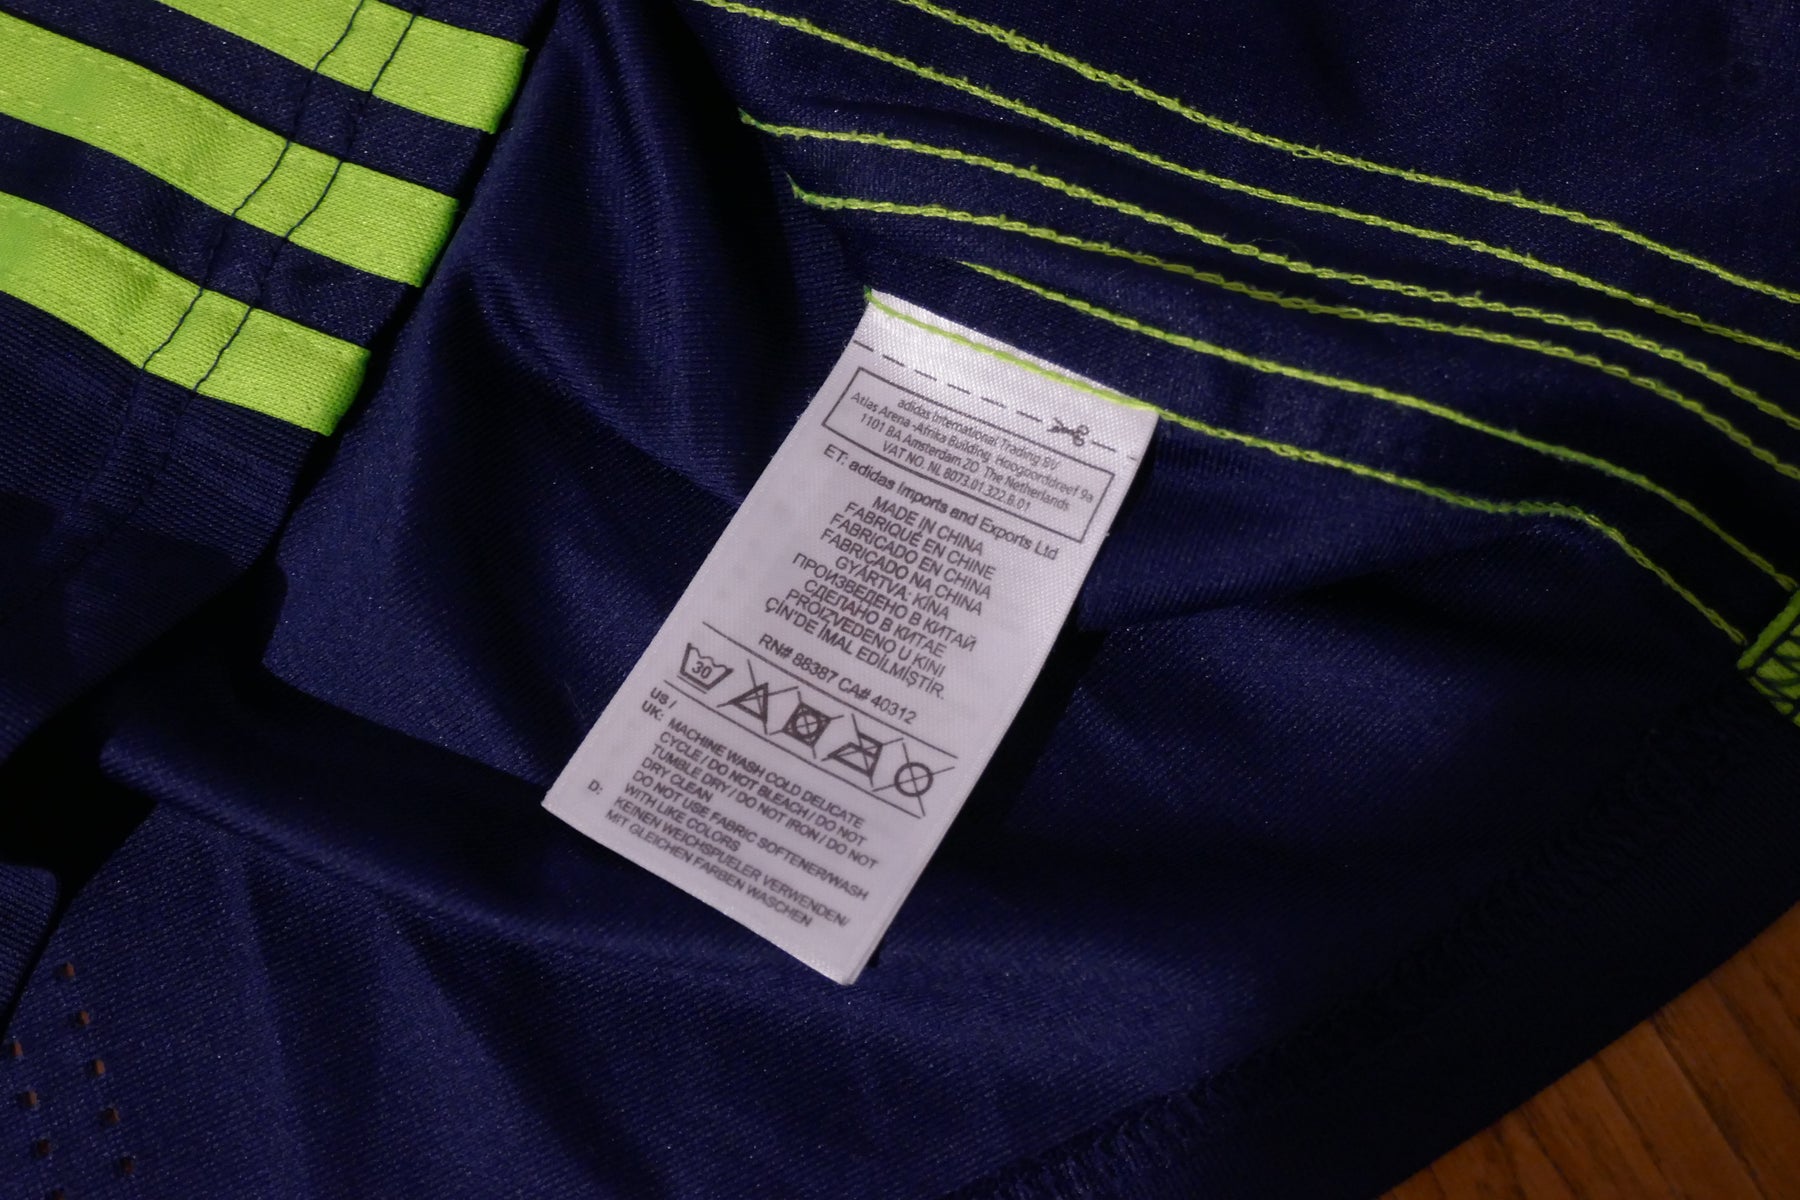 adidas International Trading BV
Atlas Arena -Afrika Building, Hoogoorddreef 9a
1101 BA Amsterdam ZO The Netherlands
VAT NO. NL 8073.01.322.B.01
ET: adidas Imports and Exports Ltd
MADE IN CHINA
FABRIQUÉ EN CHINE
FABRICADO EN CHINA
FABRICADO NA CHINA
GYÁRTVA: KÍNA
ПРОИЗВЕДЕНО В КИТАЙ
СДЕЛАНО В КИТАЕ
PROIZVEDENO U KINI
ÇİN'DE İMAL EDİLMİŞTİR.
RN# 88387 CA# 40312
30
US /
UK: MACHINE WASH COLD DELICATE
CYCLE / DO NOT BLEACH / DO NOT
TUMBLE DRY / DO NOT IRON / DO NOT
DRY CLEAN
DO NOT USE FABRIC SOFTENER/WASH
WITH LIKE COLORS
D: KEINEN WEICHSPUELER VERWENDEN/
MIT GLEICHEN FARBEN WASCHEN